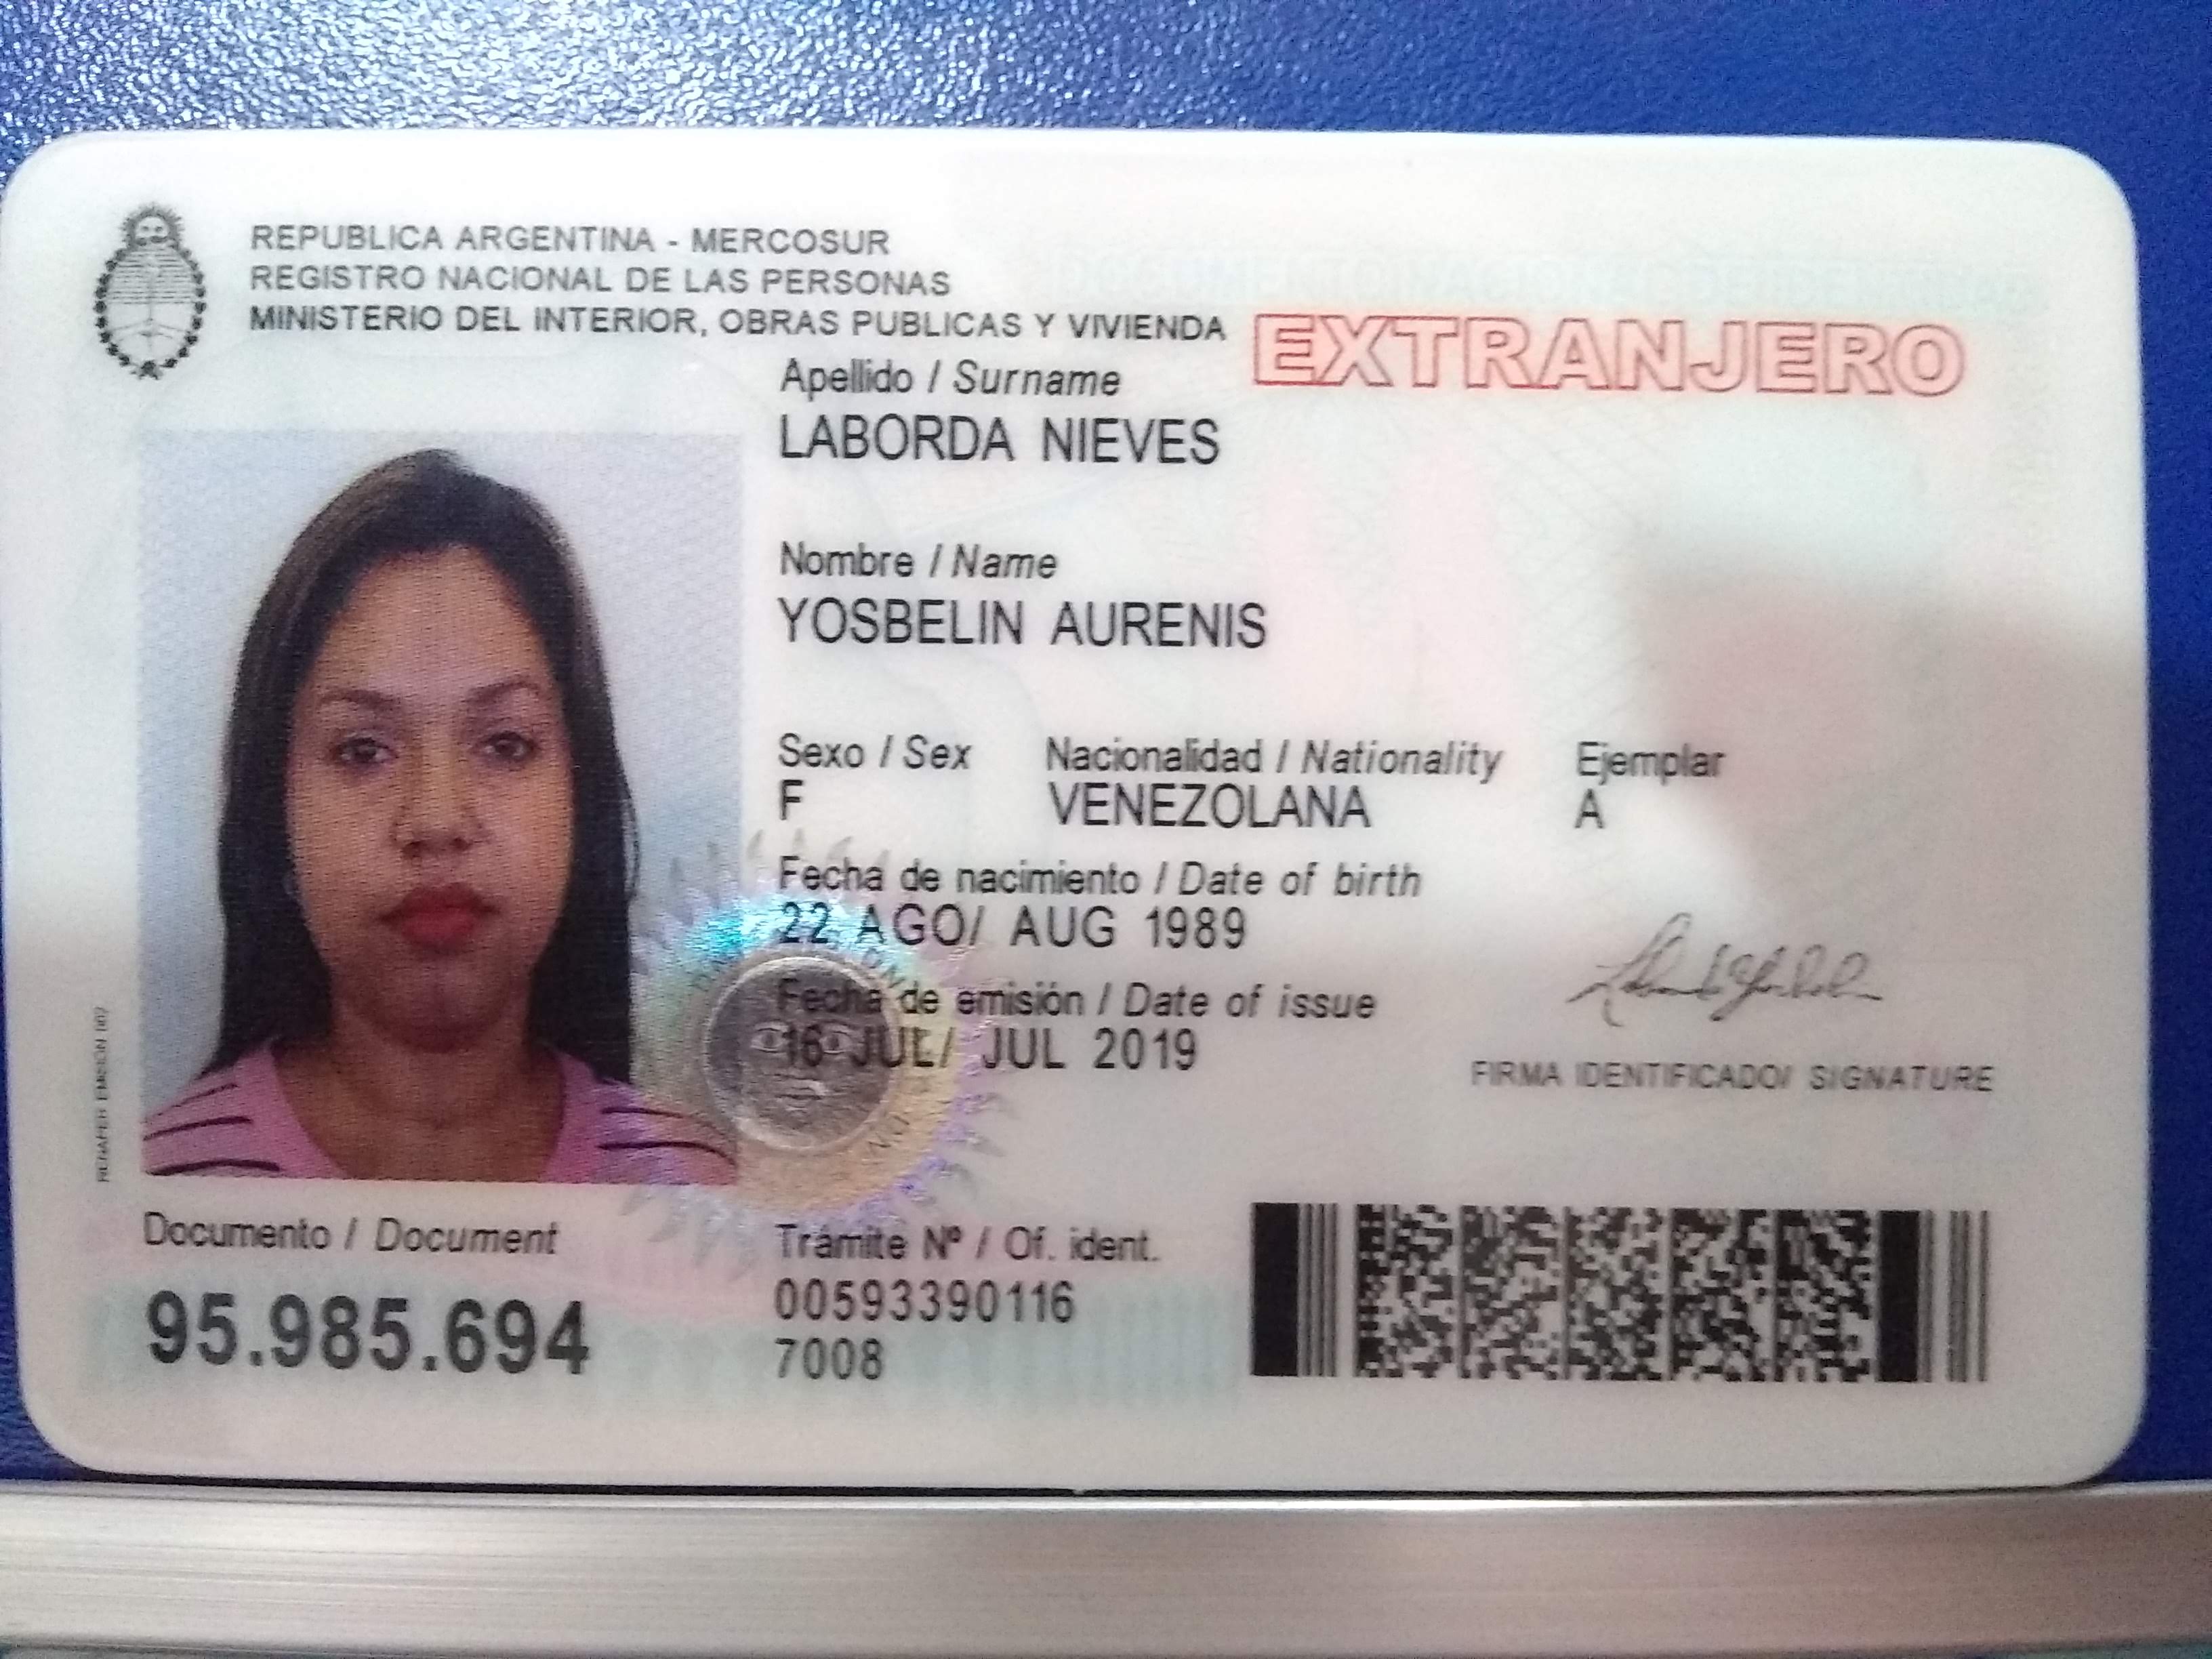 REPUBLICA ARGENTINA - MERCOSUR
REGISTRO NACIONAL DE LAS PERSONAS
MINISTERIO DEL INTERIOR, OBRAS PUBLICAS Y VIVIENDA
EXTRANJERO
Apellido / Surname
LABORDA NIEVES
Nombre / Name
YOSBELIN AURENIS
Sexo / Sex Nacionalidad / Nationality Ejemplar
F VENEZOLANA A
Fecha de nacimiento / Date of birth
22 AGO/ AUG 1989
Fecha de emisión / Date of issue
16 JUL/ JUL 2019
FIRMA IDENTIFICADO/ SIGNATURE
RENAPER EMISION 002
Documento / Document
95.985.694
Trámite Nº / Of. ident.
00593390116
7008